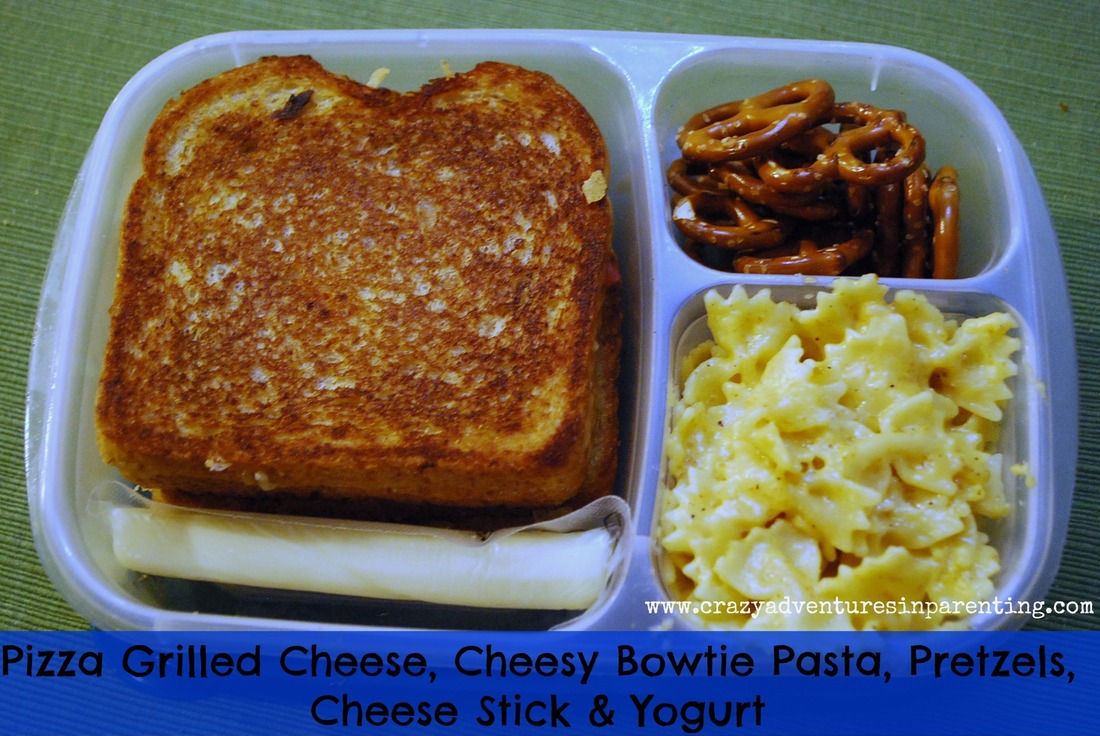 www.crazyadventuresinparenting.com
Pizza Grilled Cheese, Cheesy Bowtie Pasta, Pretzels,
Cheese Stick & Yogurt